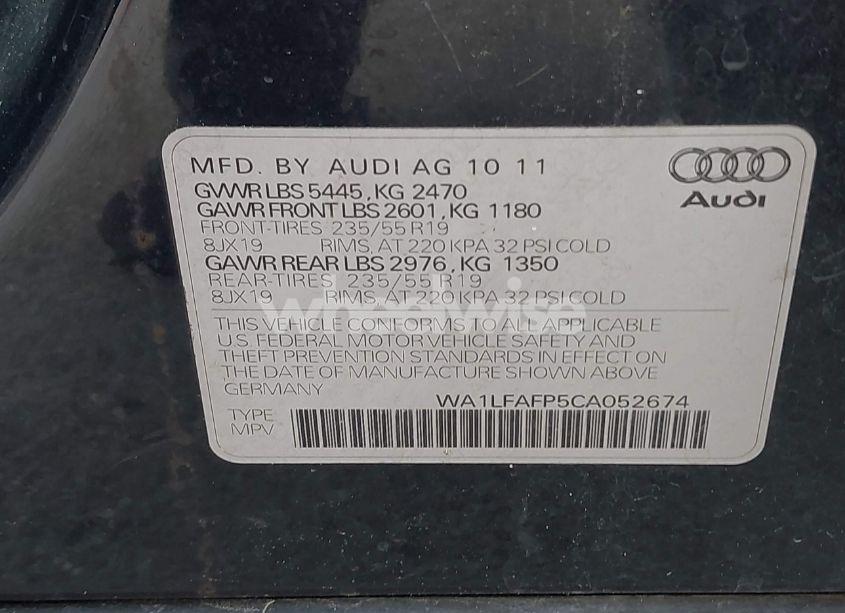 MFD. BY AUDI AG 10 11
GVWR LBS 5445, KG 2470
GAWR FRONT LBS 2601, KG 1180
FRONT-TIRES 235/55 R19
8JX19 RIMS, AT 220 KPA 32 PSI COLD
GAWR REAR LBS 2976, KG 1350
REAR-TIRES 235/55 R19
8JX19 RIMS, AT 220 KPA 32 PSI COLD
Audi
wheelwise
THIS VEHICLE CONFORMS TO ALL APPLICABLE
U.S. FEDERAL MOTOR VEHICLE SAFETY AND
THEFT PREVENTION STANDARDS IN EFFECT ON
THE DATE OF MANUFACTURE SHOWN ABOVE
GERMANY
WA1LFAFP5CA052674
TYPE
MPV